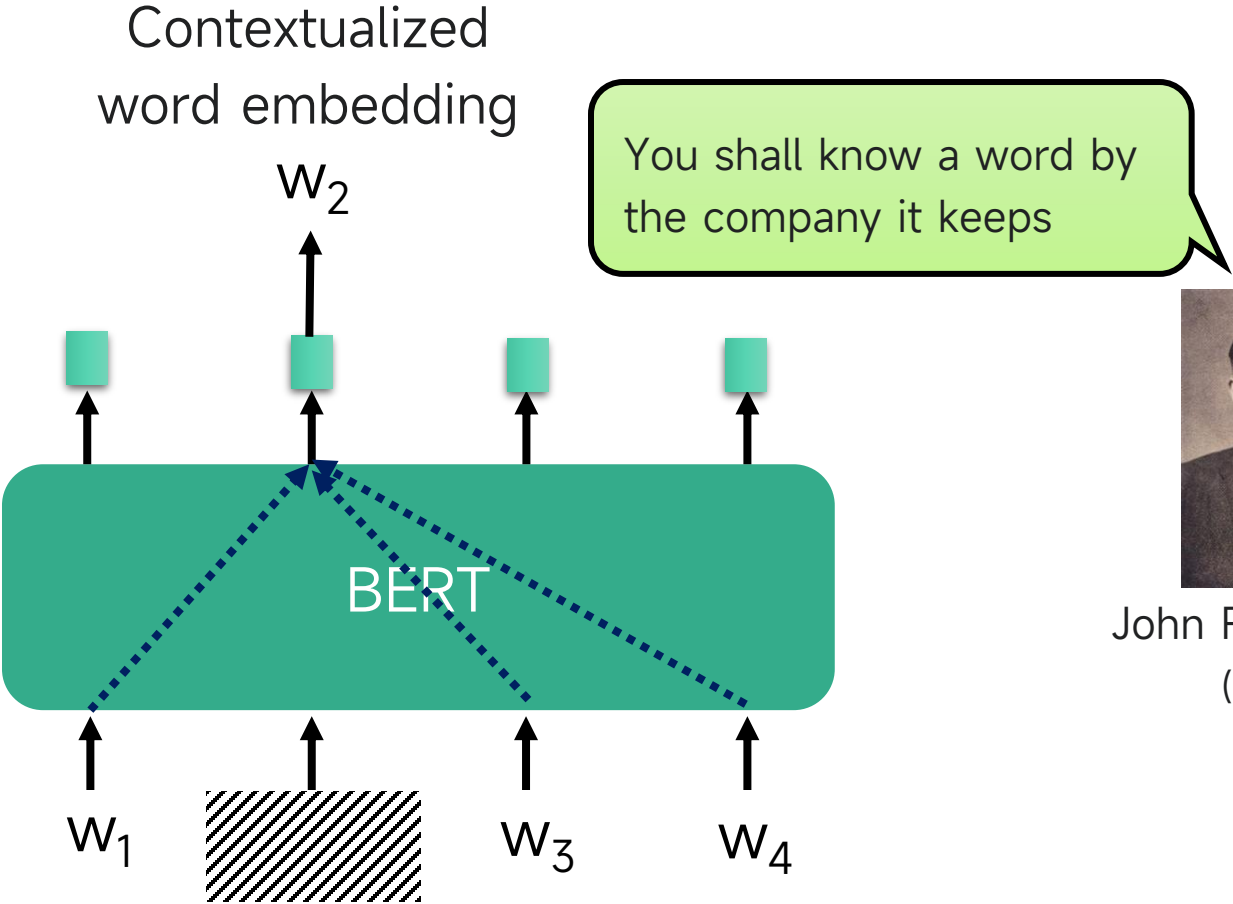 Contextualized
word embedding
w₂
You shall know a word by
the company it keeps
BERT
John
(
w₁
w₃
w₄